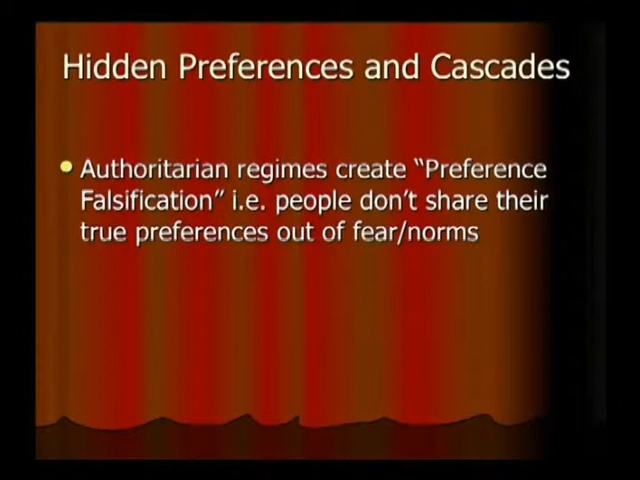 Hidden Preferences and Cascades
Authoritarian regimes create “Preference
Falsification” i.e. people don’t share their
true preferences out of fear/norms